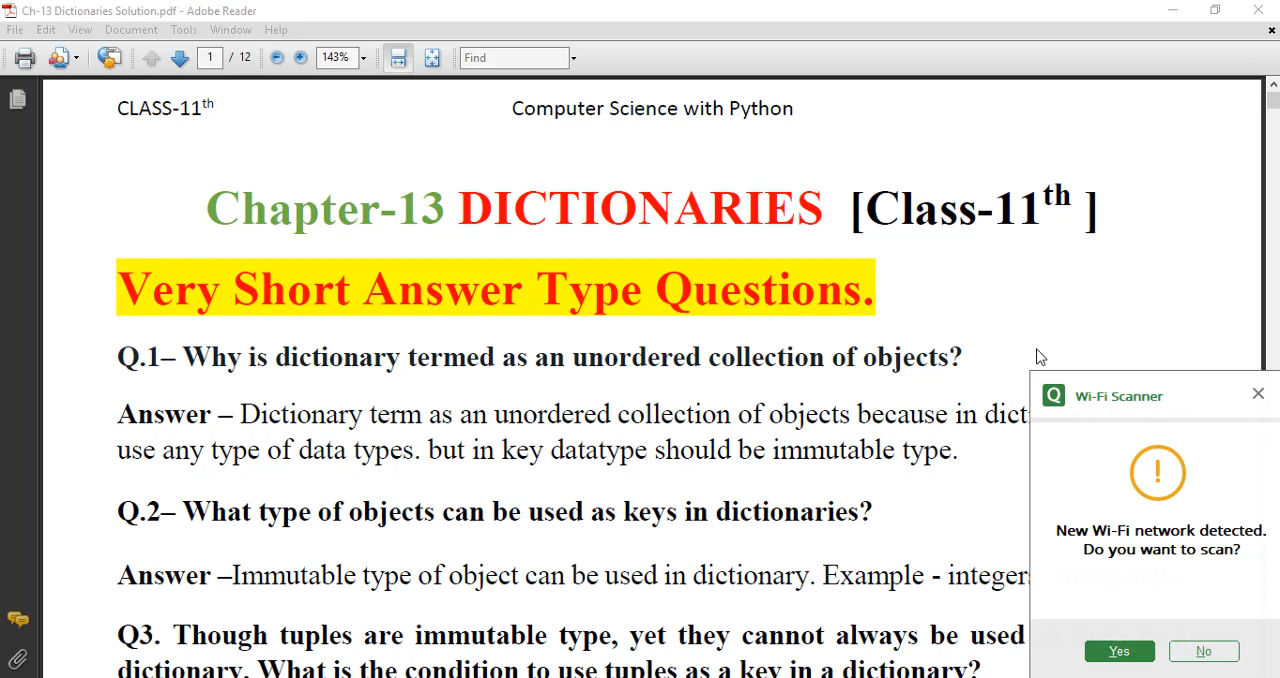 Ch-13 Dictionaries Solution.pdf - Adobe Reader
File Edit View Document Tools Window Help
1 / 12 143% Find
CLASS-11th Computer Science with Python
Chapter-13 DICTIONARIES [Class-11th ]
Very Short Answer Type Questions.
Q.1– Why is dictionary termed as an unordered collection of objects?
Answer – Dictionary term as an unordered collection of objects because in dict
use any type of data types. but in key datatype should be immutable type.
Q.2– What type of objects can be used as keys in dictionaries?
Answer –Immutable type of object can be used in dictionary. Example - integer
Q3. Though tuples are immutable type, yet they cannot always be used
dictionary. What is the condition to use tuples as a key in a dictionary?
Q Wi-Fi Scanner
New Wi-Fi network detected.
Do you want to scan?
Yes No